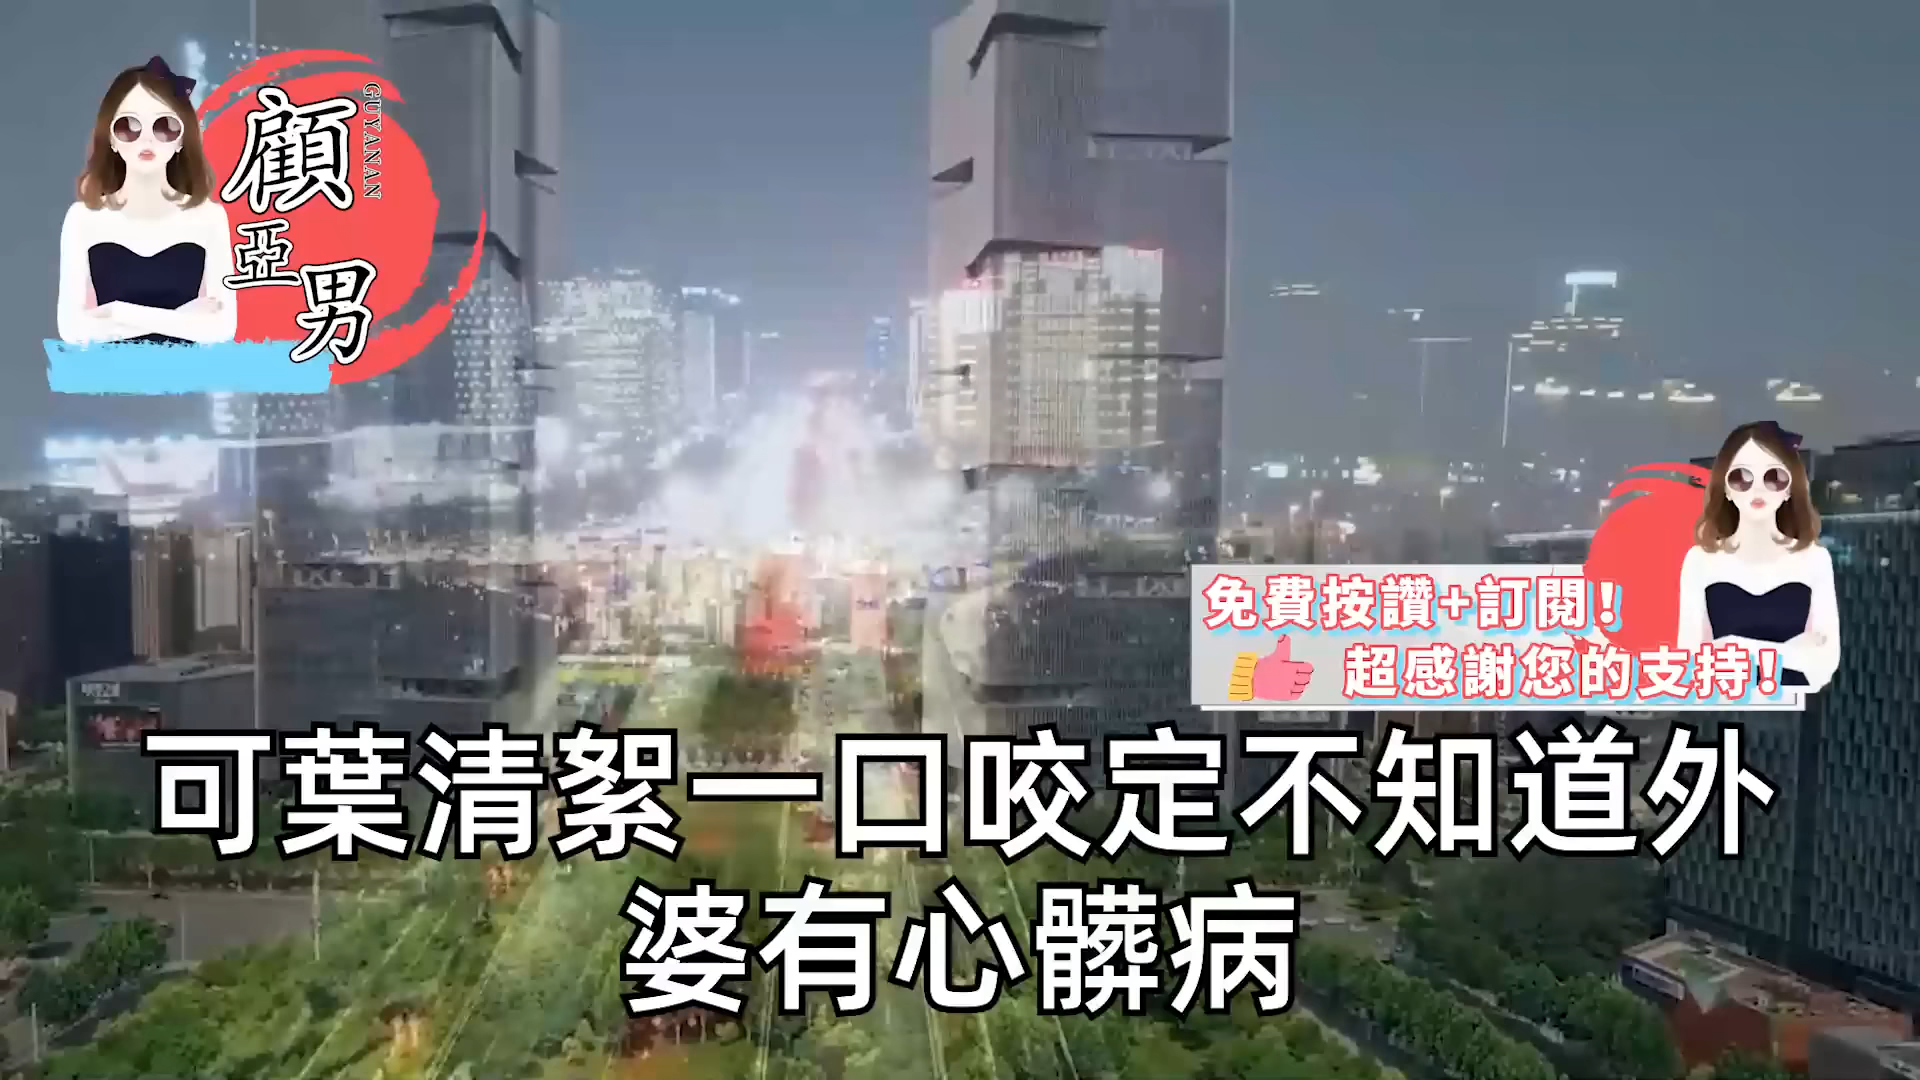 顧亞男
GUYANAN
免費按讚+訂閱!
超感謝您的支持!
可葉清絮一口咬定不知道外
婆有心髒病